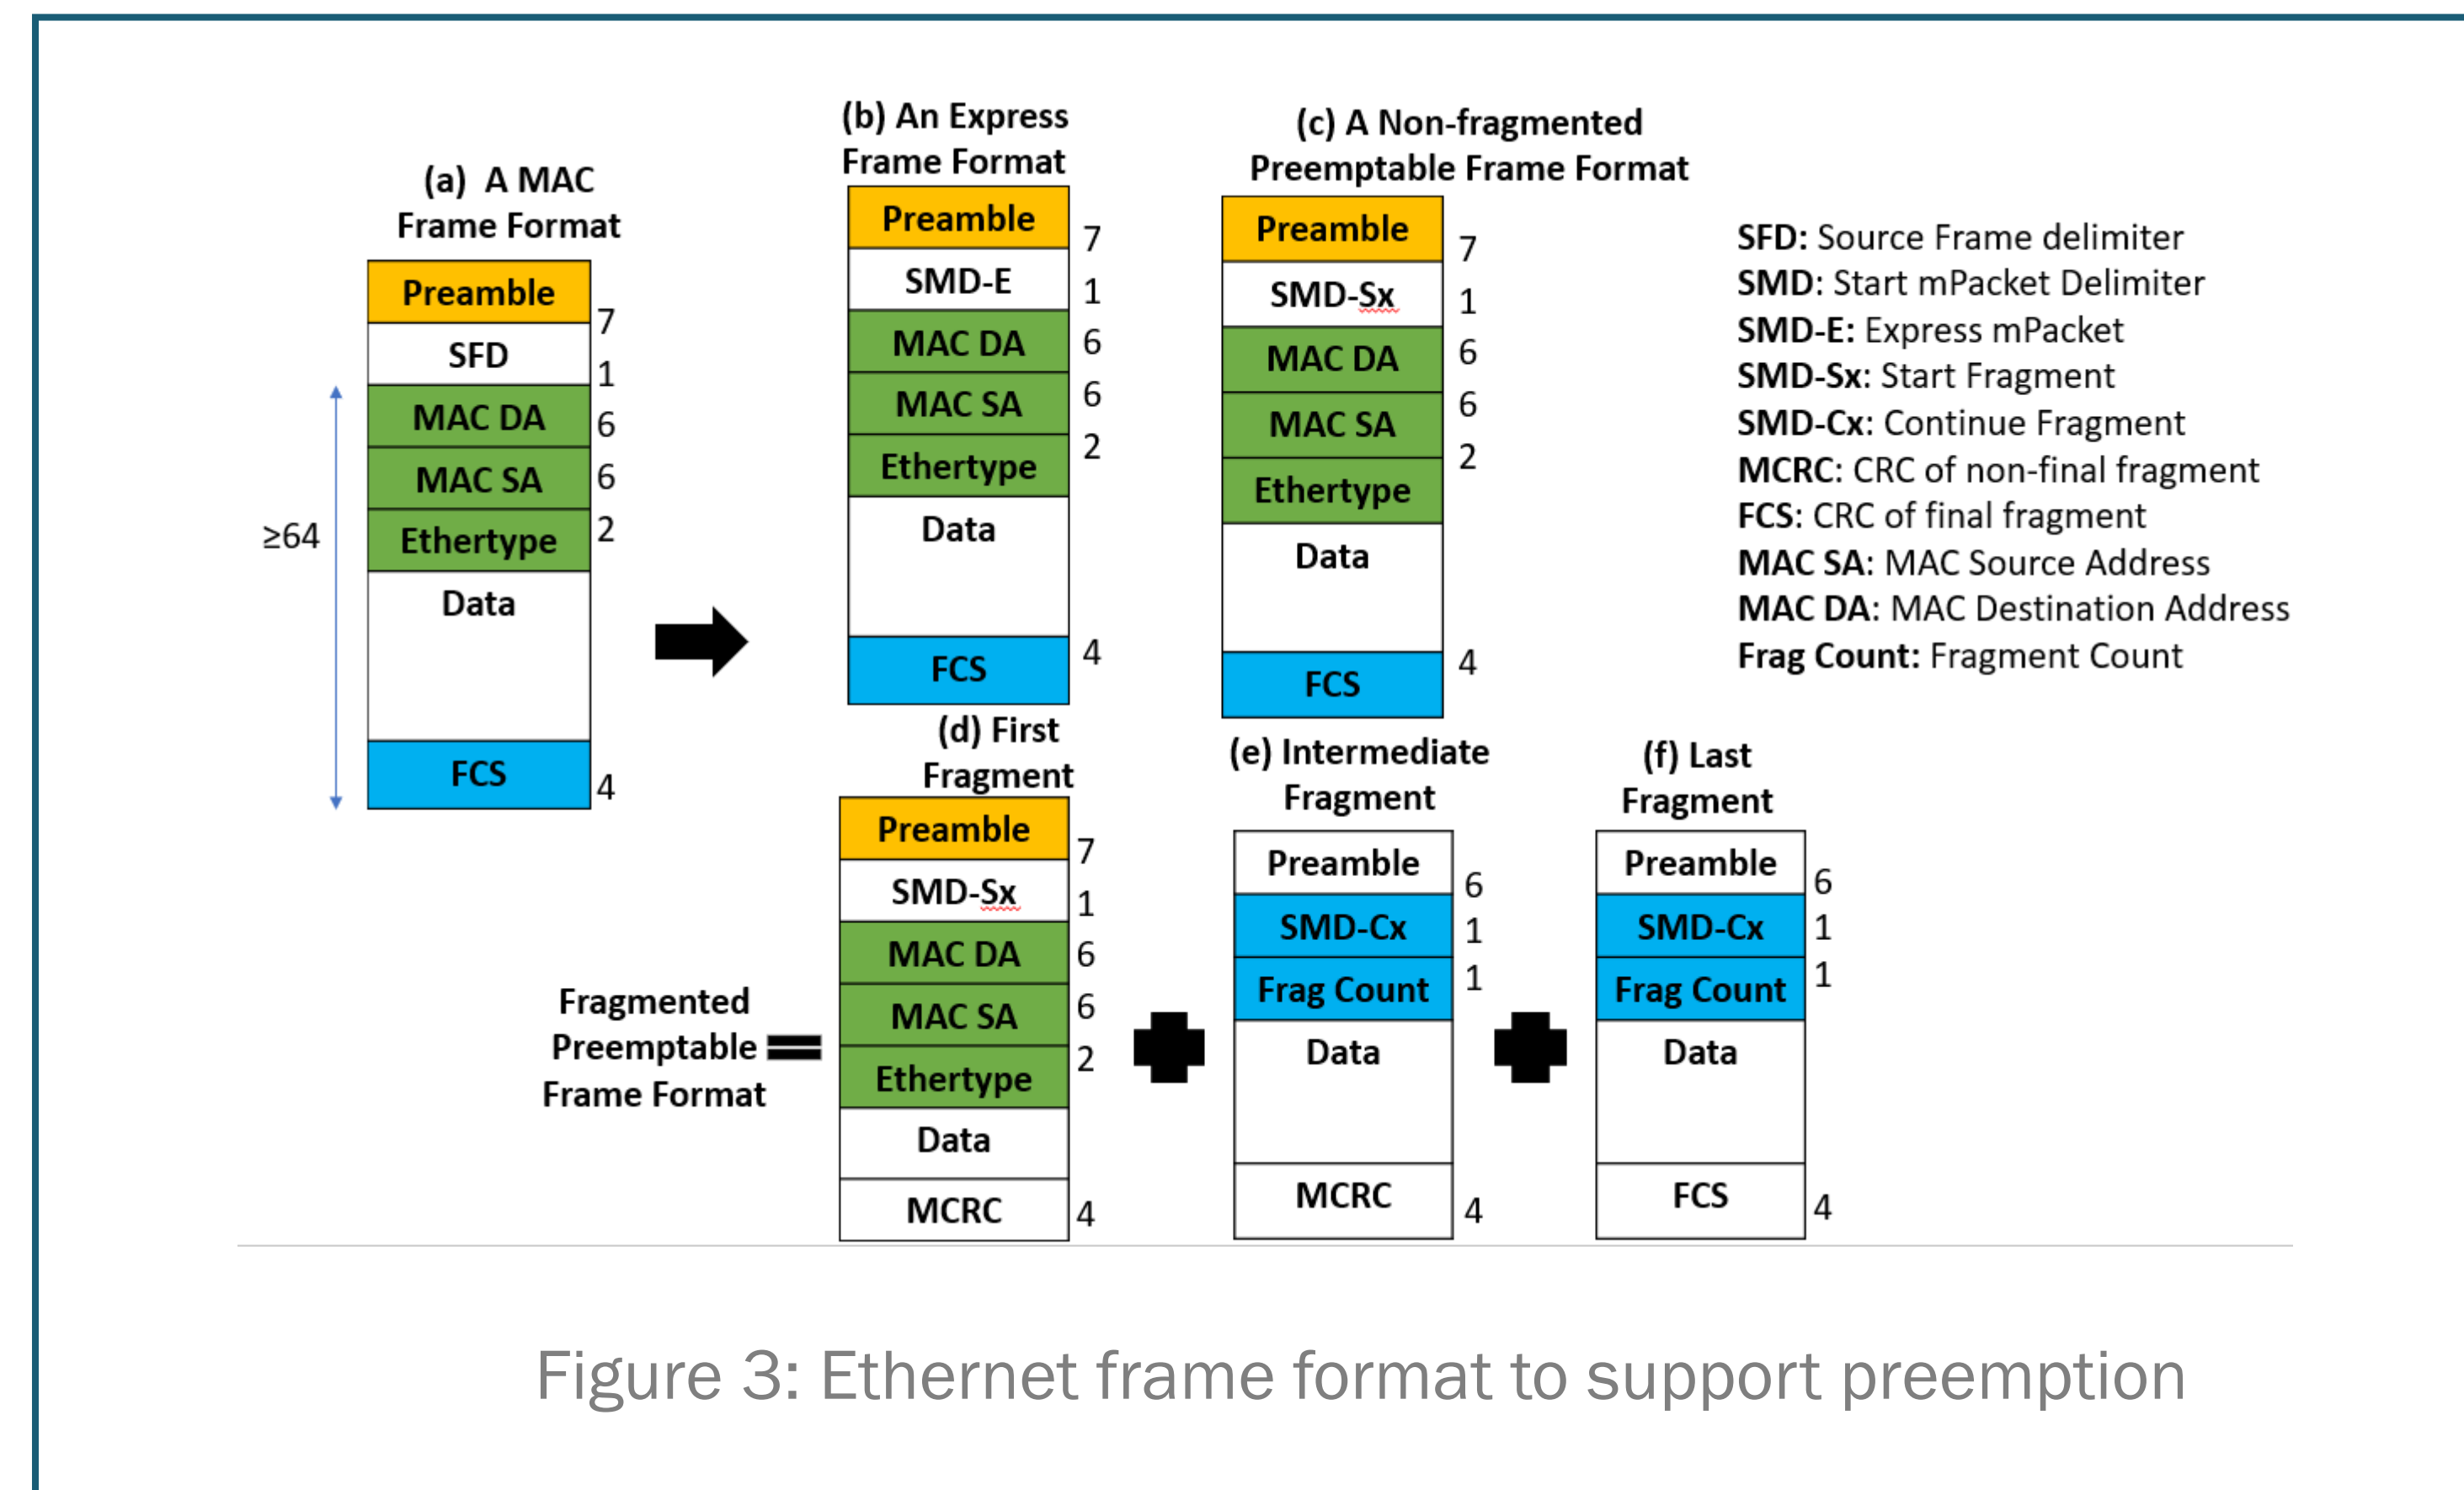 (a) A MAC
Frame Format
Preamble
7
SFD
1
MAC DA
6
MAC SA
6
Ethertype
2
≥64
Data
FCS
4
(b) An Express
Frame Format
Preamble
7
SMD-E
1
MAC DA
6
MAC SA
6
Ethertype
2
Data
FCS
4
(c) A Non-fragmented
Preemptable Frame Format
Preamble
7
SMD-Sx
1
MAC DA
6
MAC SA
6
Ethertype
2
Data
FCS
4
SFD: Source Frame delimiter
SMD: Start mPacket Delimiter
SMD-E: Express mPacket
SMD-Sx: Start Fragment
SMD-Cx: Continue Fragment
MCRC: CRC of non-final fragment
FCS: CRC of final fragment
MAC SA: MAC Source Address
MAC DA: MAC Destination Address
Frag Count: Fragment Count
Fragmented
Preemptable
Frame Format
(d) First
Fragment
Preamble
7
SMD-Sx
1
MAC DA
6
MAC SA
6
Ethertype
2
Data
MCRC
4
(e) Intermediate
Fragment
Preamble
6
SMD-Cx
1
Frag Count
1
Data
MCRC
4
(f) Last
Fragment
Preamble
6
SMD-Cx
1
Frag Count
1
Data
FCS
4
Figure 3: Ethernet frame format to support preemption